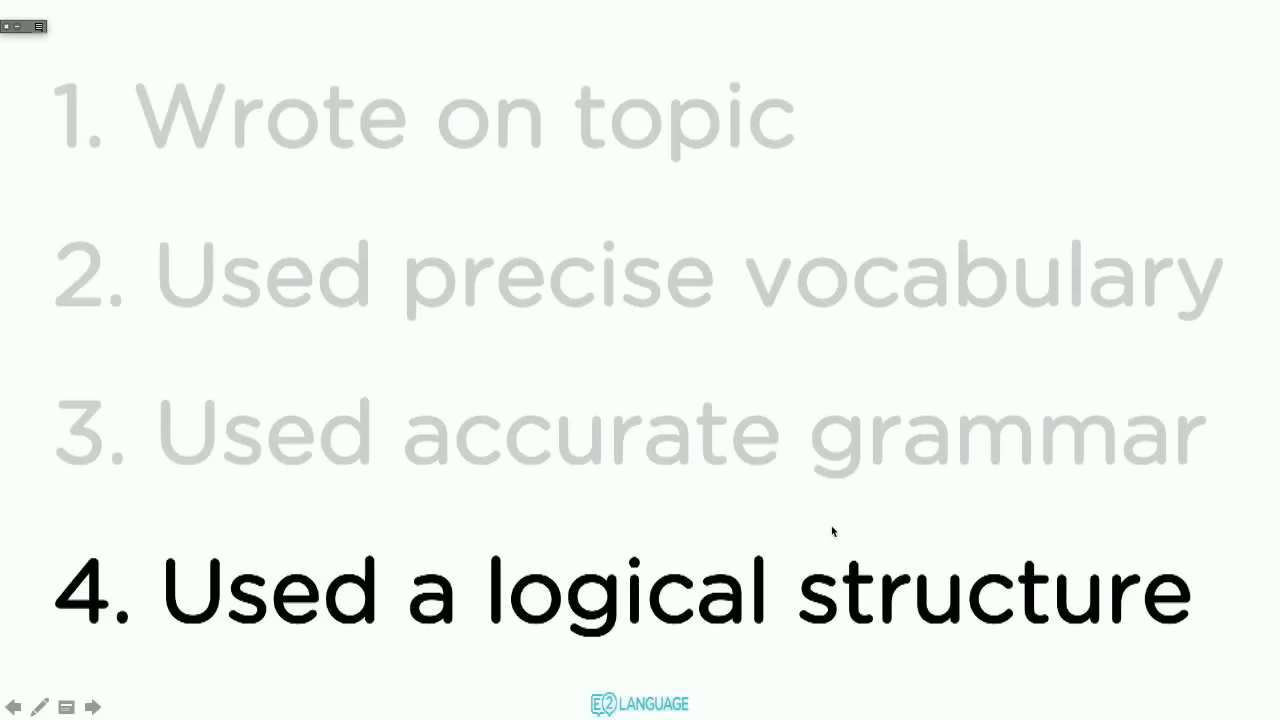 1. Wrote on topic
2. Used precise vocabulary
3. Used accurate grammar
4. Used a logical structure
E2 LANGUAGE